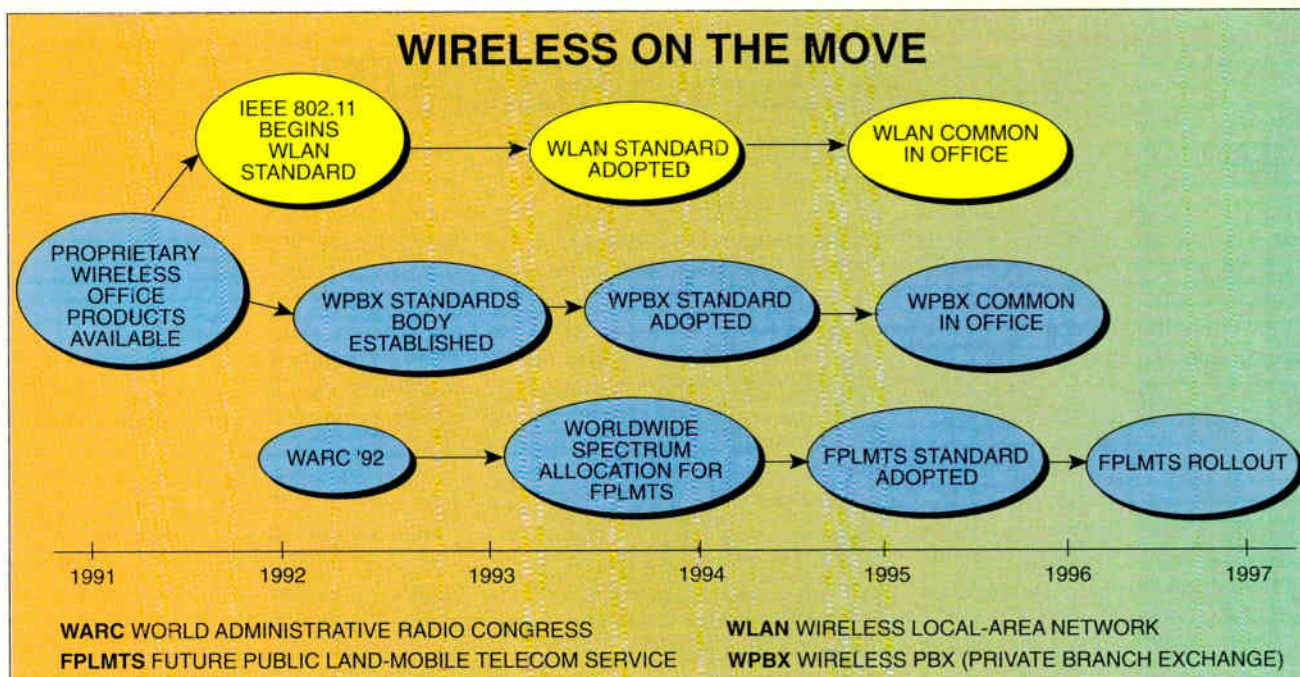 WIRELESS ON THE MOVE
IEEE 802.11
BEGINS
WLAN
STANDARD
WLAN STANDARD
ADOPTED
WLAN COMMON
IN OFFICE
PROPRIETARY
WIRELESS
OFFICE
PRODUCTS
AVAILABLE
WPBX STANDARDS
BODY
ESTABLISHED
WPBX STANDARD
ADOPTED
WPBX COMMON
IN OFFICE
WARC '92
WORLDWIDE
SPECTRUM
ALLOCATION FOR
FPLMTS
FPLMTS STANDARD
ADOPTED
FPLMTS ROLLOUT
1991 1992 1993 1994 1995 1996 1997
WARC WORLD ADMINISTRATIVE RADIO CONGRESS
FPLMTS FUTURE PUBLIC LAND-MOBILE TELECOM SERVICE
WLAN WIRELESS LOCAL-AREA NETWORK
WPBX WIRELESS PBX (PRIVATE BRANCH EXCHANGE)